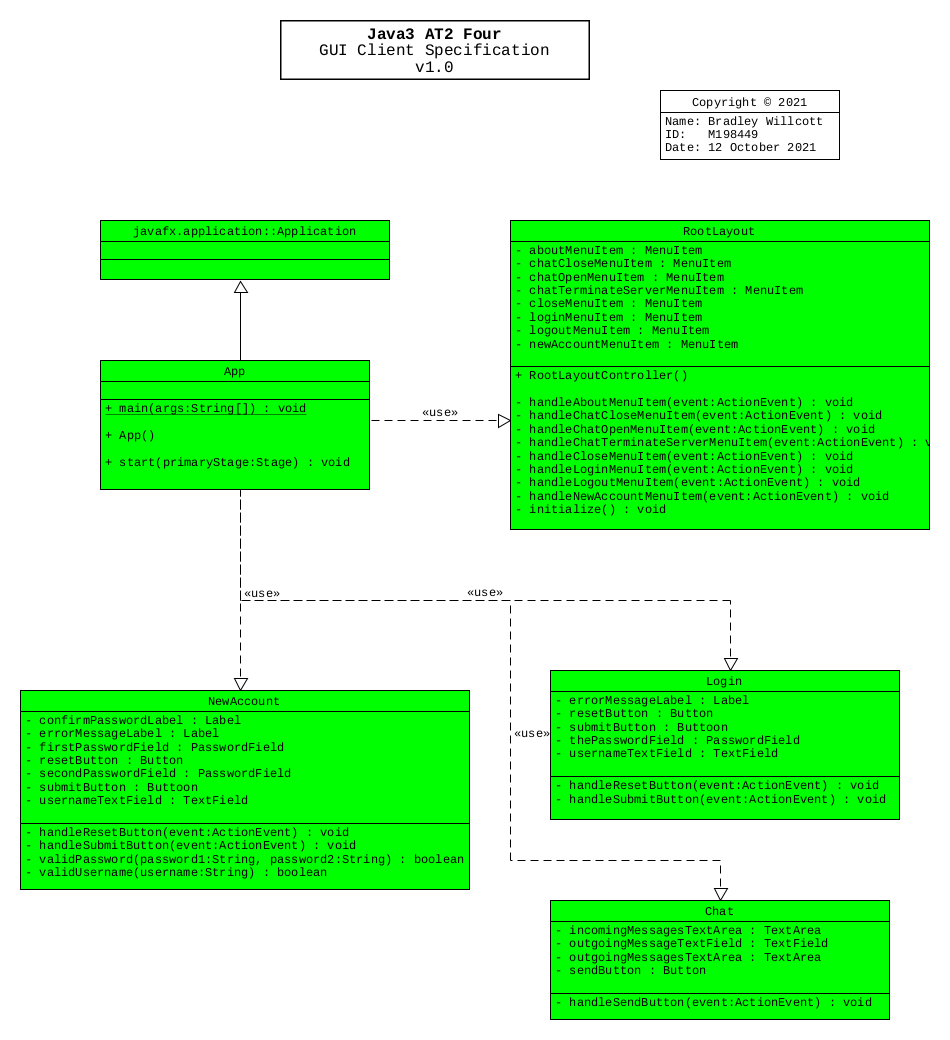 Java3 AT2 Four
GUI Client Specification
v1.0
Copyright © 2021
Name: Bradley Willcott
ID: M198449
Date: 12 October 2021
javafx.application::Application
RootLayout
- aboutMenuItem : MenuItem
- chatCloseMenuItem : MenuItem
- chatOpenMenuItem : MenuItem
- chatTerminateServerMenuItem : MenuItem
- closeMenuItem : MenuItem
- loginMenuItem : MenuItem
- logoutMenuItem : MenuItem
- newAccountMenuItem : MenuItem
+ RootLayoutController()
- handleAboutMenuItem(event:ActionEvent) : void
- handleChatCloseMenuItem(event:ActionEvent) : void
- handleChatOpenMenuItem(event:ActionEvent) : void
- handleChatTerminateServerMenuItem(event:ActionEvent) : v
- handleCloseMenuItem(event:ActionEvent) : void
- handleLoginMenuItem(event:ActionEvent) : void
- handleLogoutMenuItem(event:ActionEvent) : void
- handleNewAccountMenuItem(event:ActionEvent) : void
- initialize() : void
App
+ main(args:String[]) : void
+ App()
+ start(primaryStage:Stage) : void
«use»
«use»
«use»
«use»
NewAccount
- confirmPasswordLabel : Label
- errorMessageLabel : Label
- firstPasswordField : PasswordField
- resetButton : Button
- secondPasswordField : PasswordField
- submitButton : Buttoon
- usernameTextField : TextField
- handleResetButton(event:ActionEvent) : void
- handleSubmitButton(event:ActionEvent) : void
- validPassword(password1:String, password2:String) : boolean
- validUsername(username:String) : boolean
Login
- errorMessageLabel : Label
- resetButton : Button
- submitButton : Buttoon
- thePasswordField : PasswordField
- usernameTextField : TextField
- handleResetButton(event:ActionEvent) : void
- handleSubmitButton(event:ActionEvent) : void
Chat
- incomingMessagesTextArea : TextArea
- outgoingMessageTextField : TextField
- outgoingMessagesTextArea : TextArea
- sendButton : Button
- handleSendButton(event:ActionEvent) : void